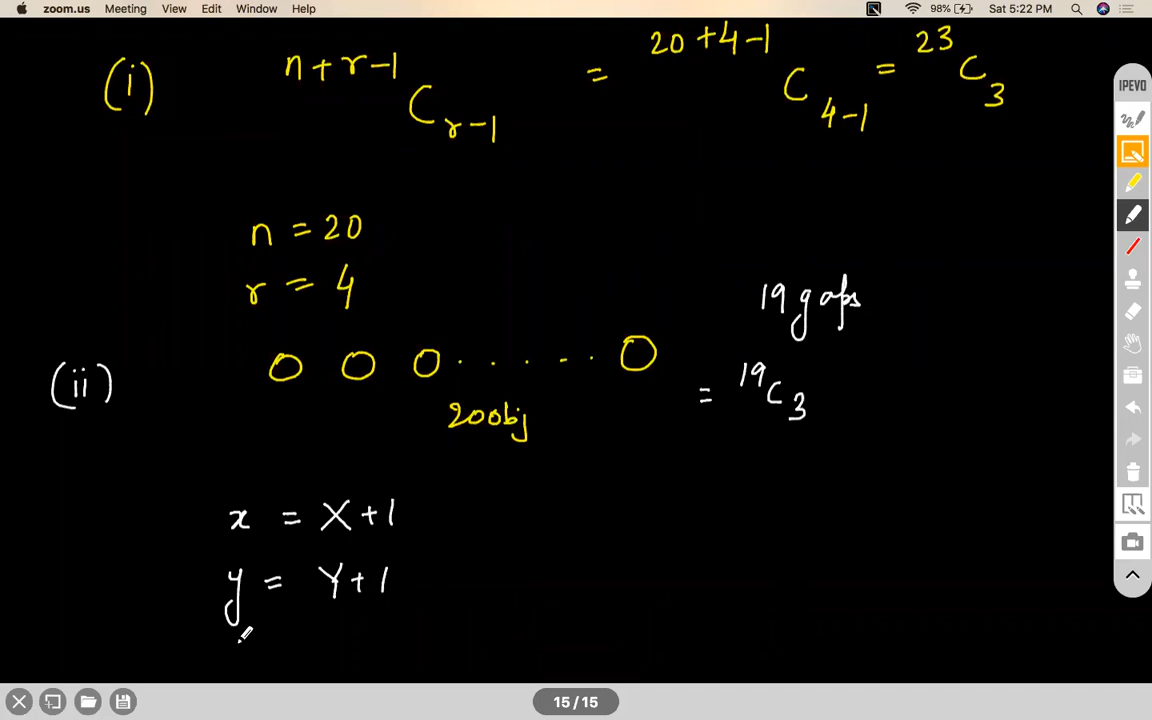 zoom.us Meeting View Edit Window Help 98% Sat 5:22 PM
(i) n+r-1 C r-1 = 20+4-1 C 4-1 = 23 C 3
IPEVO
n = 20
r = 4
19 gaps
(ii) O O O ...... O = 19 C 3
20obj
x = X+1
y = Y+1
15 / 15